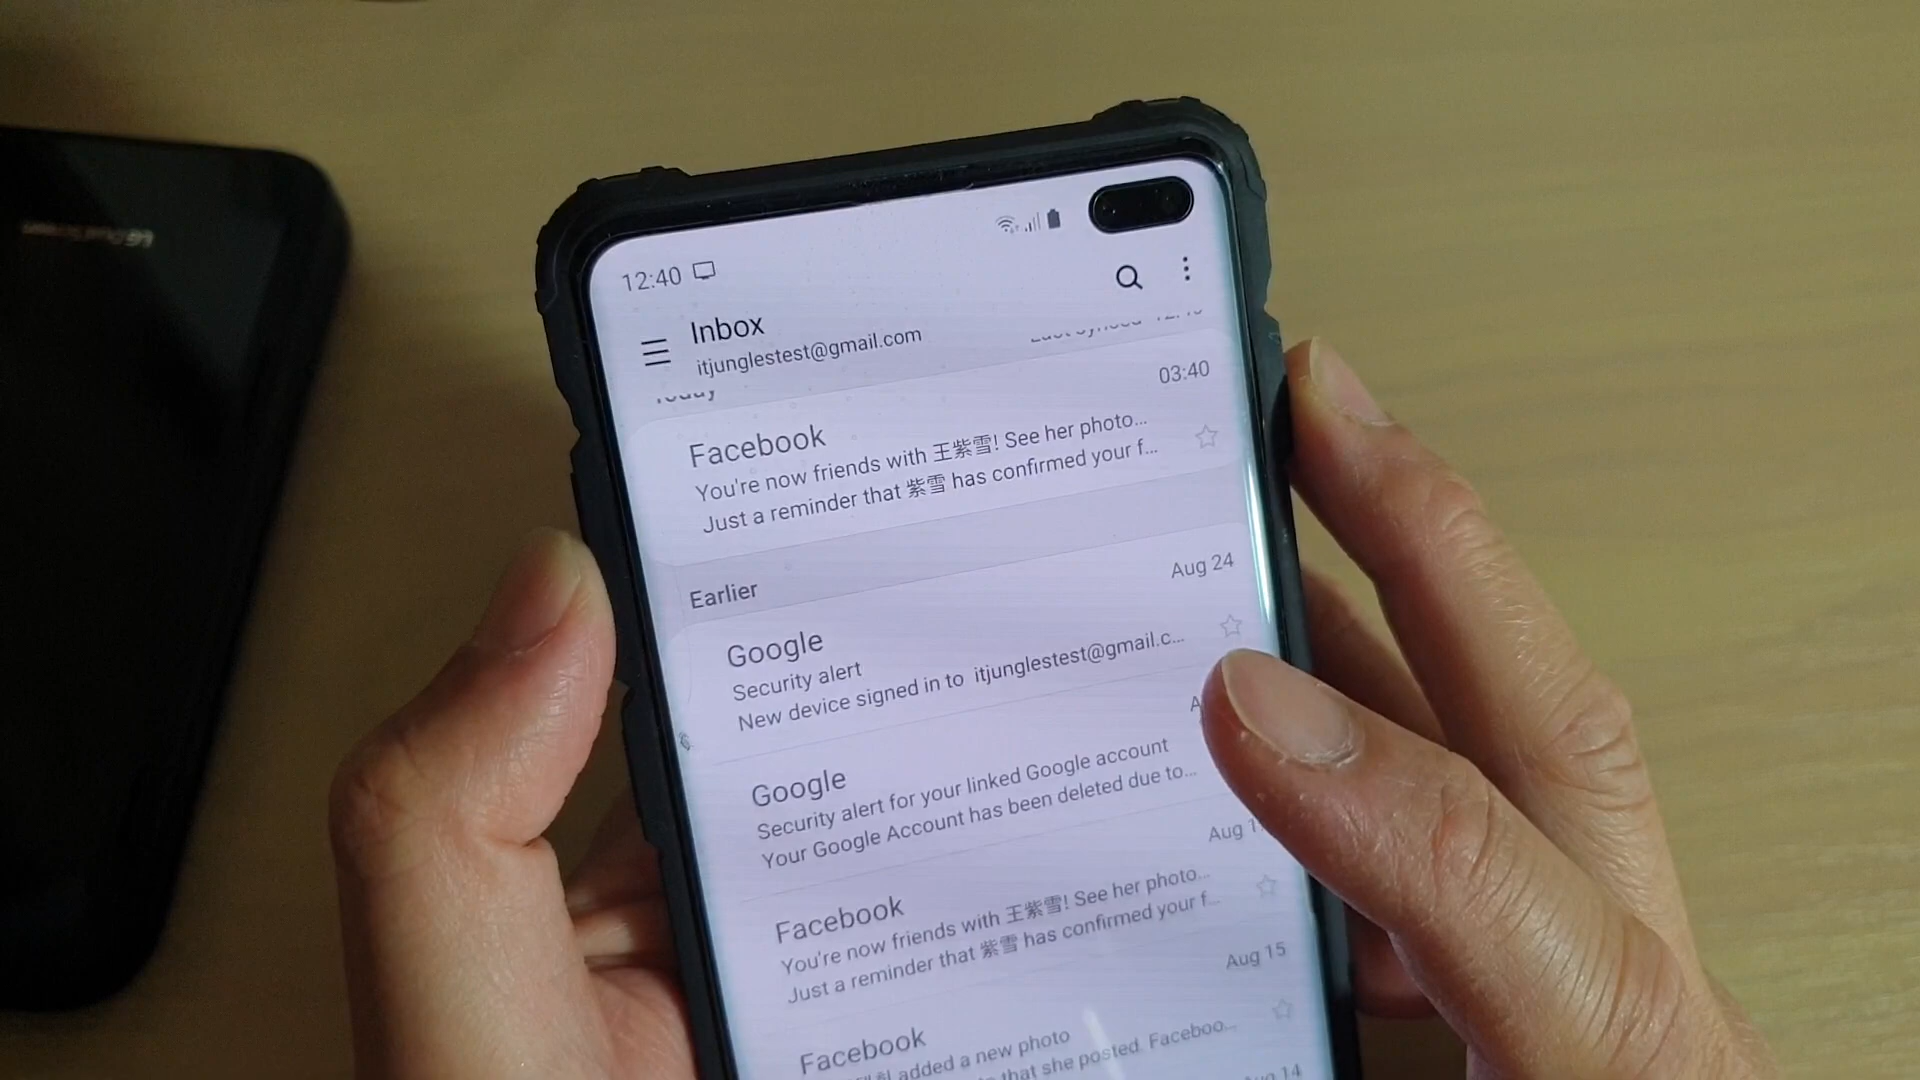 12:40
Inbox
itjunglestest@gmail.com
Today
03:40
Facebook
You're now friends with 王紫雪! See her photo...
Just a reminder that 紫雪 has confirmed your f...
Earlier
Aug 24
Google
Security alert
New device signed in to itjunglestest@gmail.c...
Google
Security alert for your linked Google account
Your Google Account has been deleted due to...
Facebook
You're now friends with 王紫雪! See her photo...
Just a reminder that 紫雪 has confirmed your f...
Aug 15
Facebook
added a new photo
that she posted. Faceboo...
Aug 14